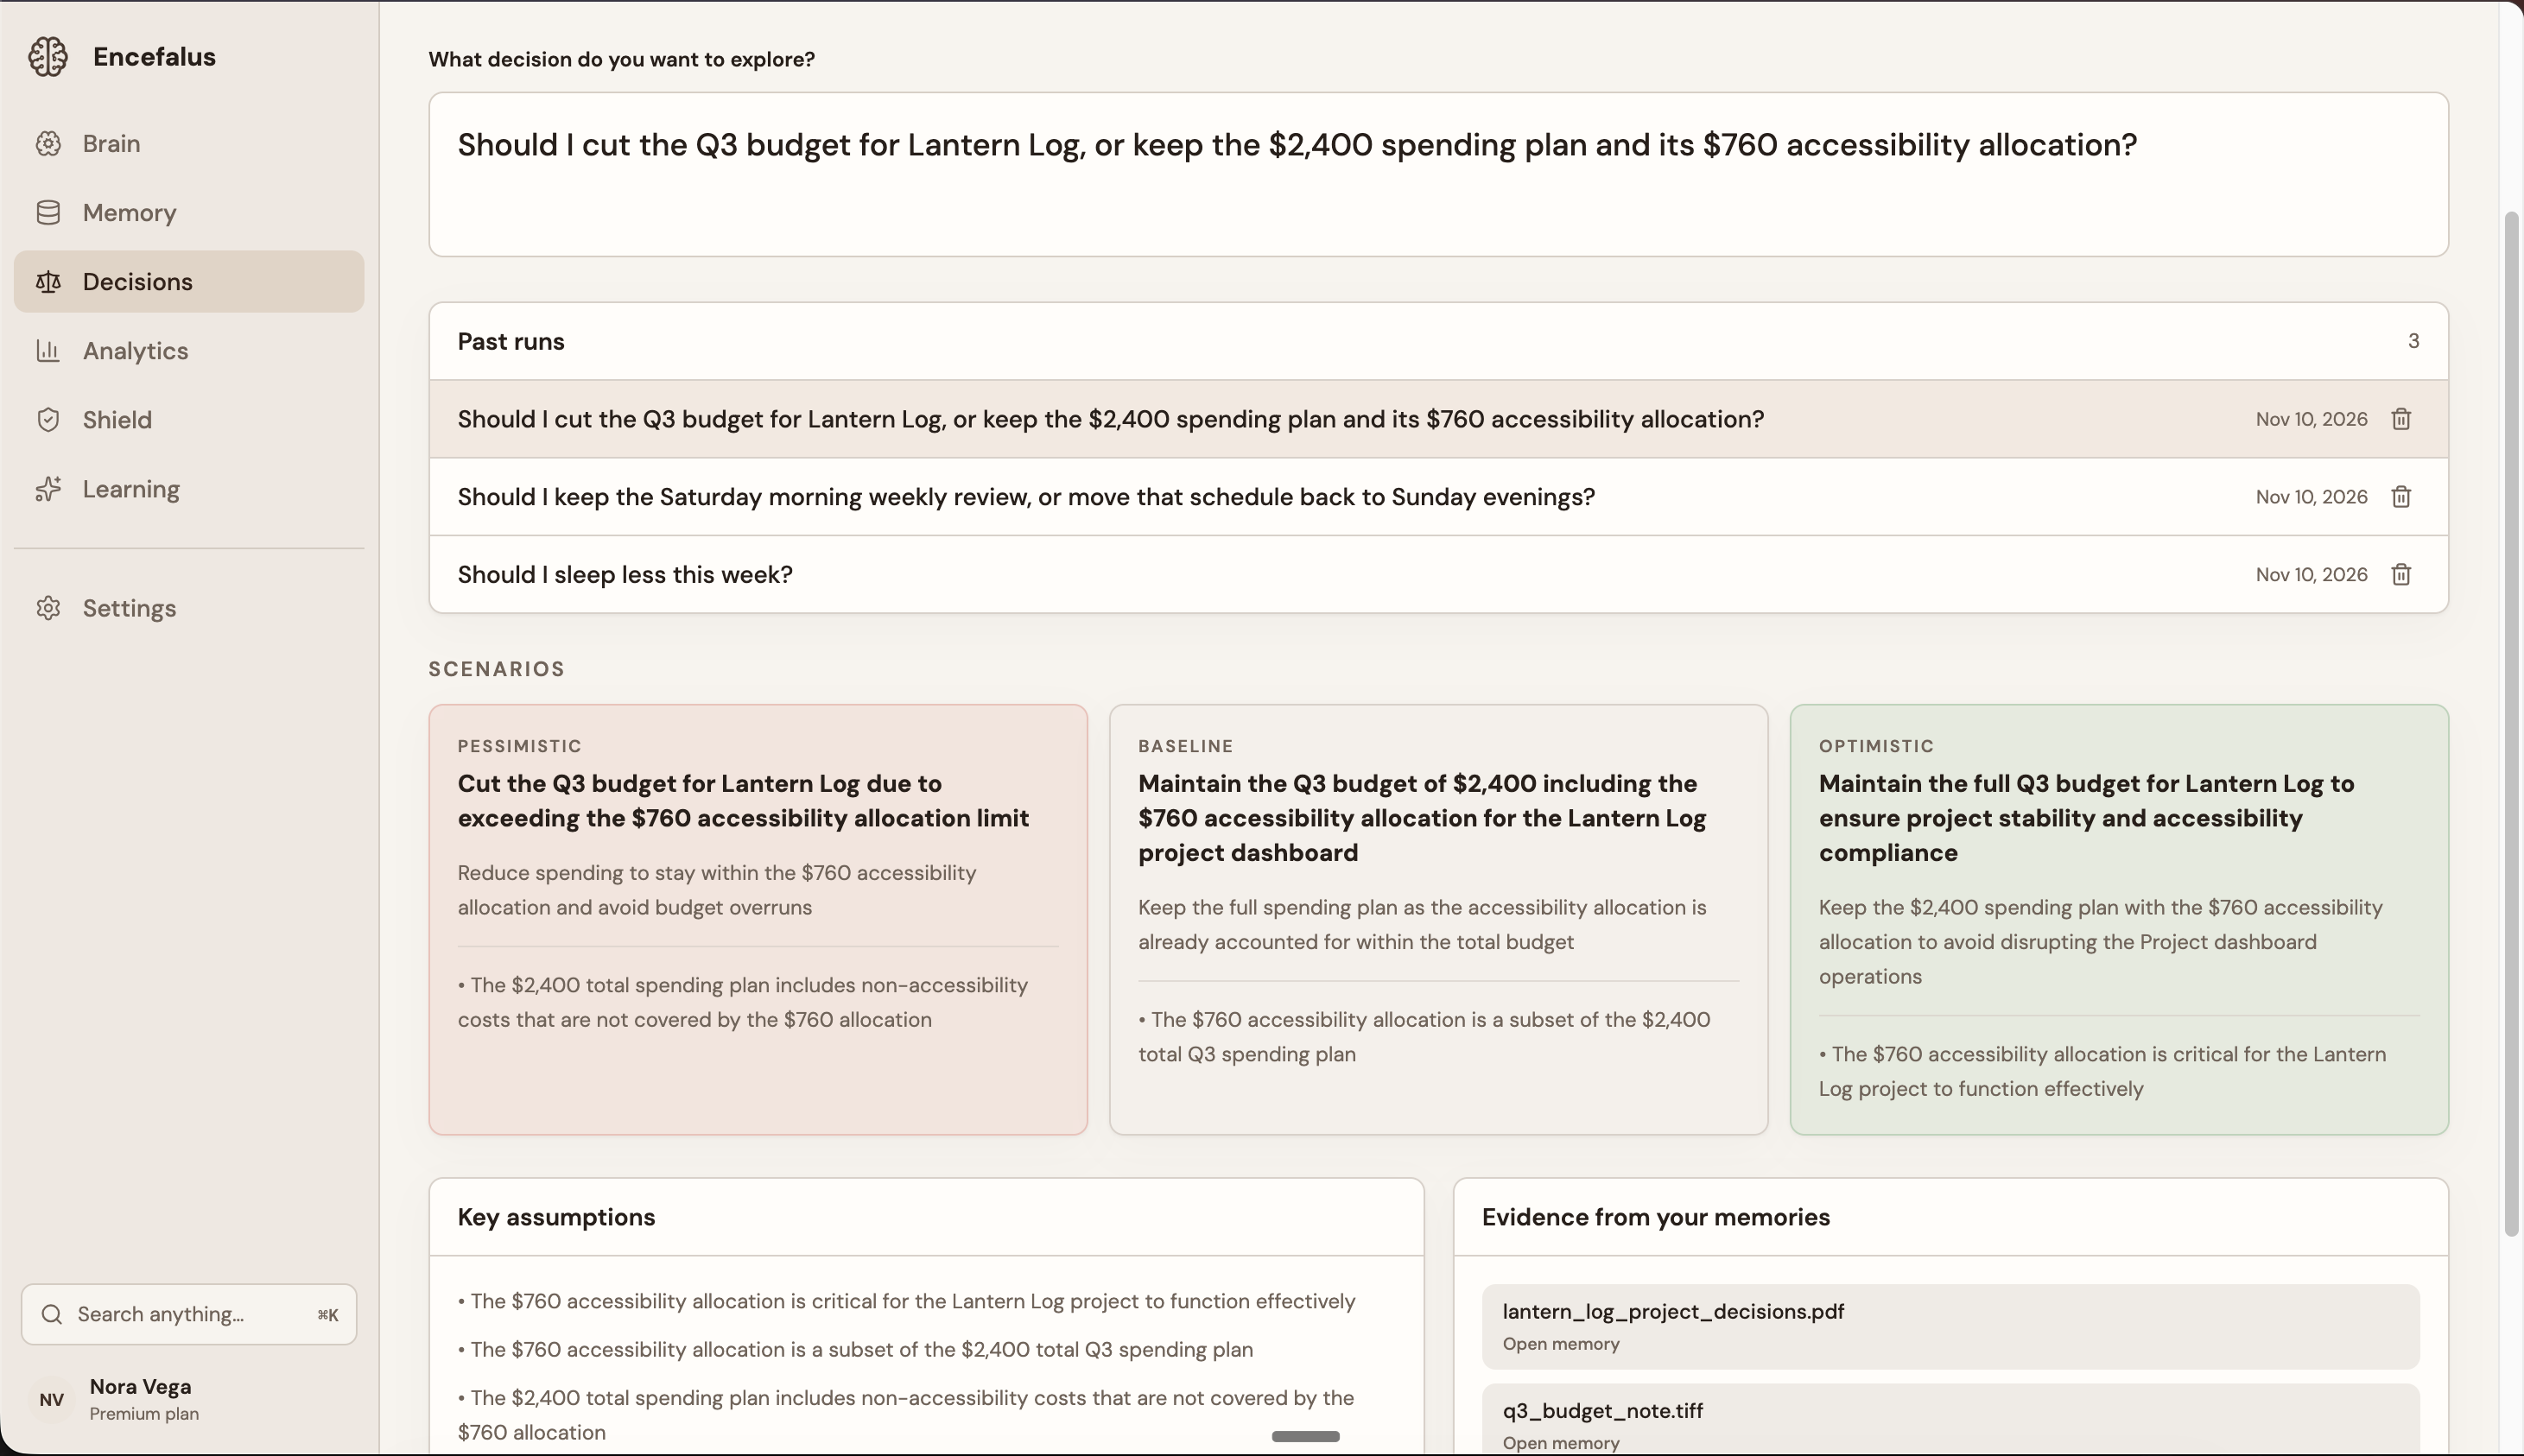 Encefalus
Brain
Memory
Decisions
Analytics
Shield
Learning
Settings
Search anything...
⌘K
NV
Nora Vega
Premium plan
What decision do you want to explore?
Should I cut the Q3 budget for Lantern Log, or keep the $2,400 spending plan and its $760 accessibility allocation?
Past runs
3
Should I cut the Q3 budget for Lantern Log, or keep the $2,400 spending plan and its $760 accessibility allocation?
Nov 10, 2026
Should I keep the Saturday morning weekly review, or move that schedule back to Sunday evenings?
Nov 10, 2026
Should I sleep less this week?
Nov 10, 2026
SCENARIOS
PESSIMISTIC
Cut the Q3 budget for Lantern Log due to
exceeding the $760 accessibility allocation limit
Reduce spending to stay within the $760 accessibility
allocation and avoid budget overruns
• The $2,400 total spending plan includes non-accessibility
costs that are not covered by the $760 allocation
BASELINE
Maintain the Q3 budget of $2,400 including the
$760 accessibility allocation for the Lantern Log
project dashboard
Keep the full spending plan as the accessibility allocation is
already accounted for within the total budget
• The $760 accessibility allocation is a subset of the $2,400
total Q3 spending plan
OPTIMISTIC
Maintain the full Q3 budget for Lantern Log to
ensure project stability and accessibility
compliance
Keep the $2,400 spending plan with the $760 accessibility
allocation to avoid disrupting the Project dashboard
operations
• The $760 accessibility allocation is critical for the Lantern
Log project to function effectively
Key assumptions
• The $760 accessibility allocation is critical for the Lantern Log project to function effectively
• The $760 accessibility allocation is a subset of the $2,400 total Q3 spending plan
• The $2,400 total spending plan includes non-accessibility costs that are not covered by the
$760 allocation
Evidence from your memories
lantern_log_project_decisions.pdf
Open memory
q3_budget_note.tiff
Open memory